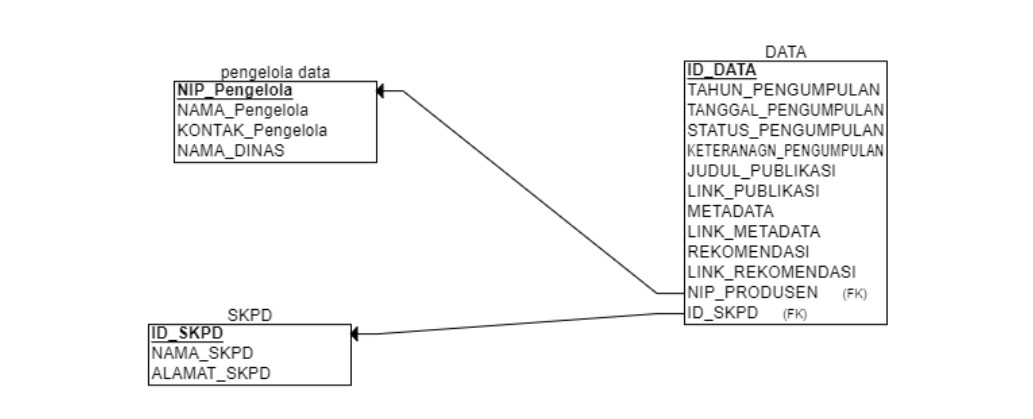 pengelola data
NIP_Pengelola
NAMA_Pengelola
KONTAK_Pengelola
NAMA_DINAS
DATA
ID_DATA
TAHUN_PENGUMPULAN
TANGGAL_PENGUMPULAN
STATUS_PENGUMPULAN
KETERANAGN_PENGUMPULAN
JUDUL_PUBLIKASI
LINK_PUBLIKASI
METADATA
LINK_METADATA
REKOMENDASI
LINK_REKOMENDASI
NIP_PRODUSEN (FK)
ID_SKPD (FK)
SKPD
ID_SKPD
NAMA_SKPD
ALAMAT_SKPD